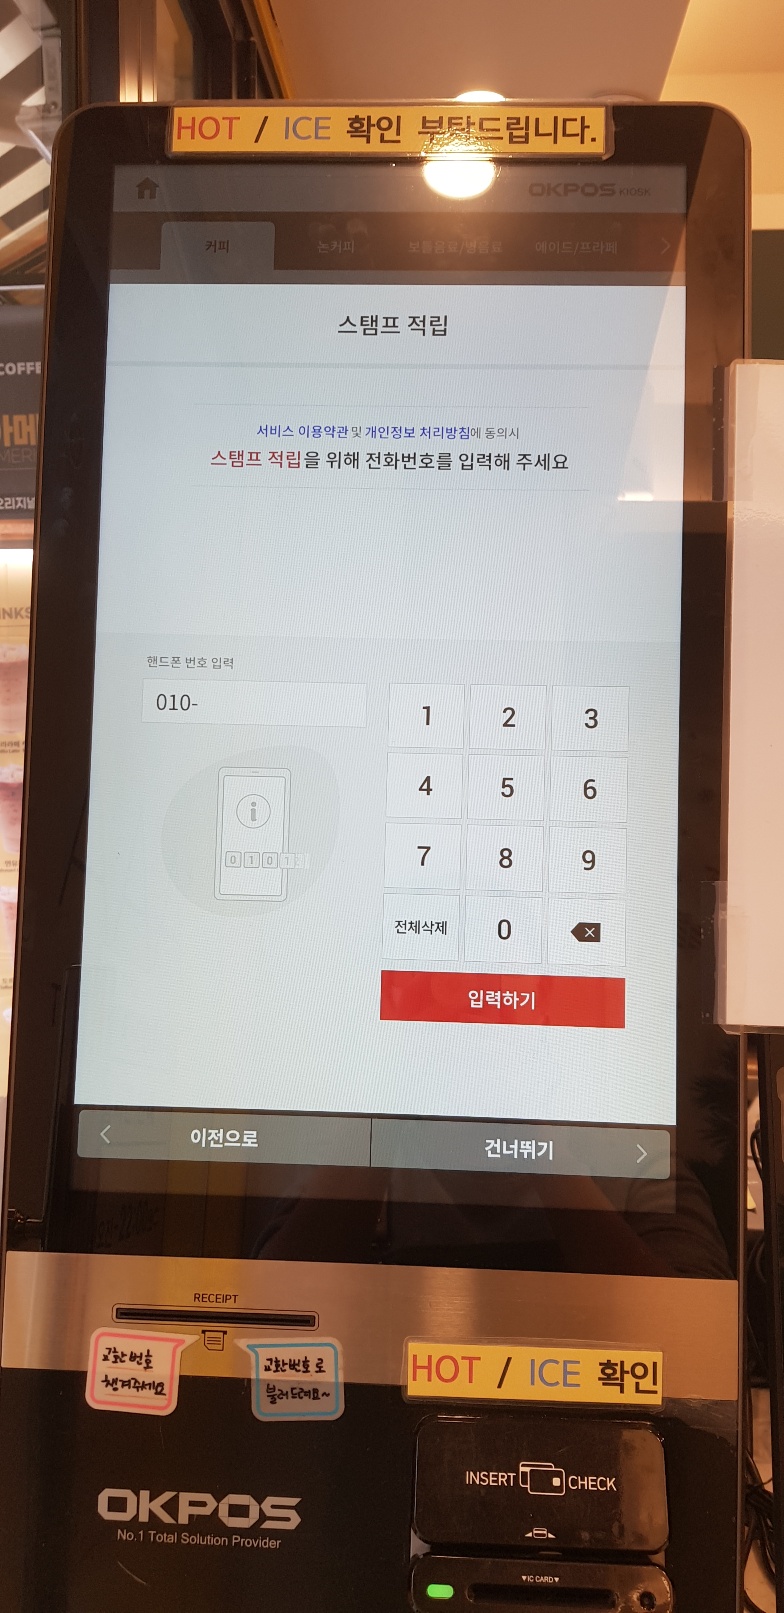 HOT / ICE 확인 부탁드립니다.
OKPOS KIOSK
커피 논커피 보틀음료/병음료 에이드/프라페
스탬프 적립
서비스 이용약관 및 개인정보 처리방침에 동의시
스탬프 적립을 위해 전화번호를 입력해 주세요
핸드폰 번호 입력
010-
1 2 3
4 5 6
7 8 9
전체삭제 0
0 1 0 1
입력하기
이전으로 건너뛰기
COFFE
아메
MERI
오리지널
INKS
RECEIPT
교환번호
챙겨주세요
교환번호로
불러드려요~
HOT / ICE 확인
INSERT CHECK
OKPOS
No.1 Total Solution Provider
▼IC CARD▼